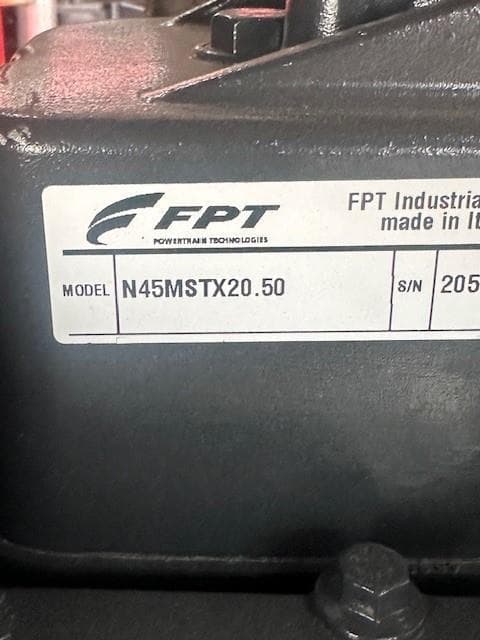 FPT
POWERTRAIN TECHNOLOGIES
FPT Industria
made in It
MODEL N45MSTX20.50 S/N 205